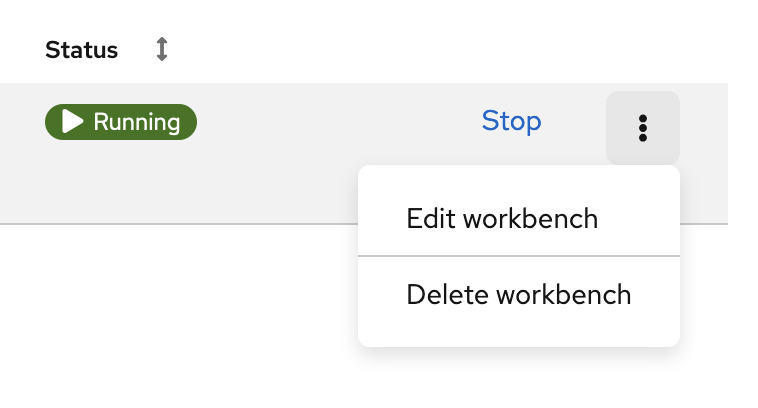 Status
Running
Stop
Edit workbench
Delete workbench